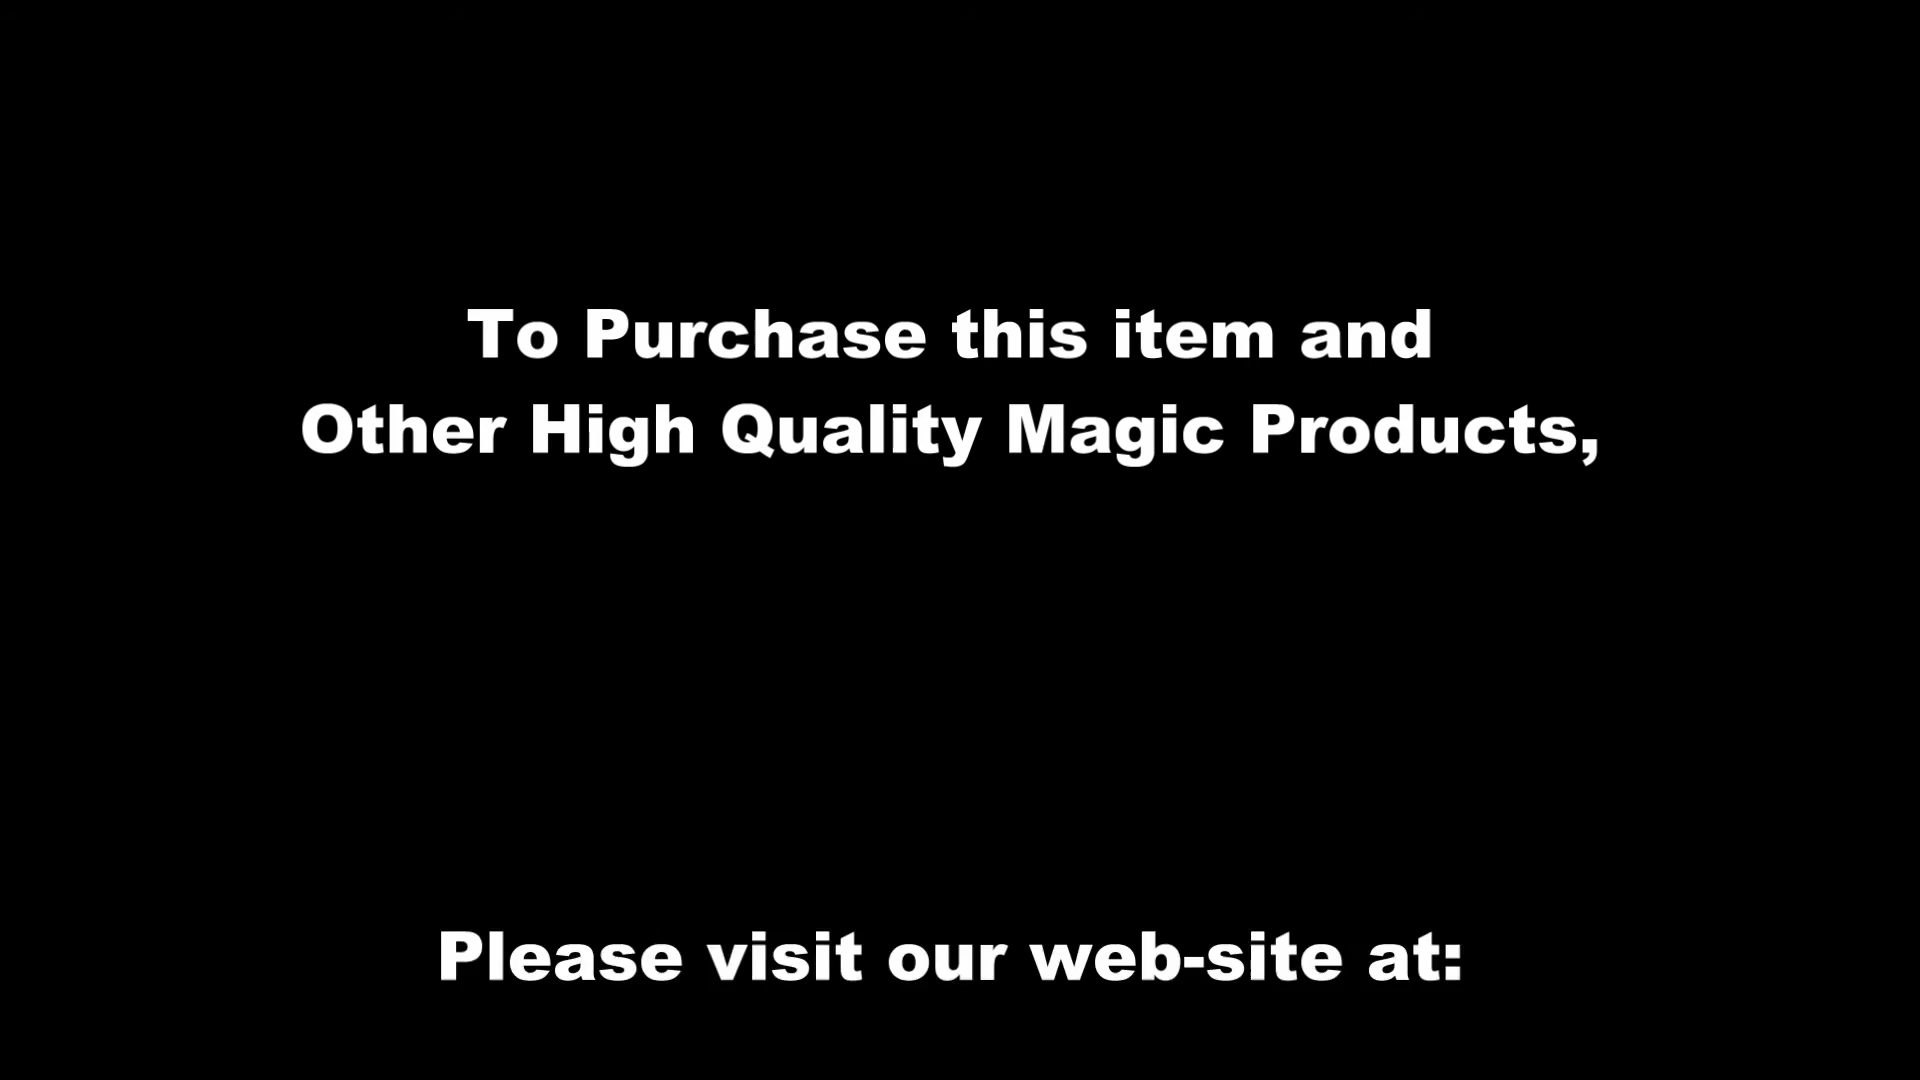 To Purchase this item and
Other High Quality Magic Products,
Please visit our web-site at: